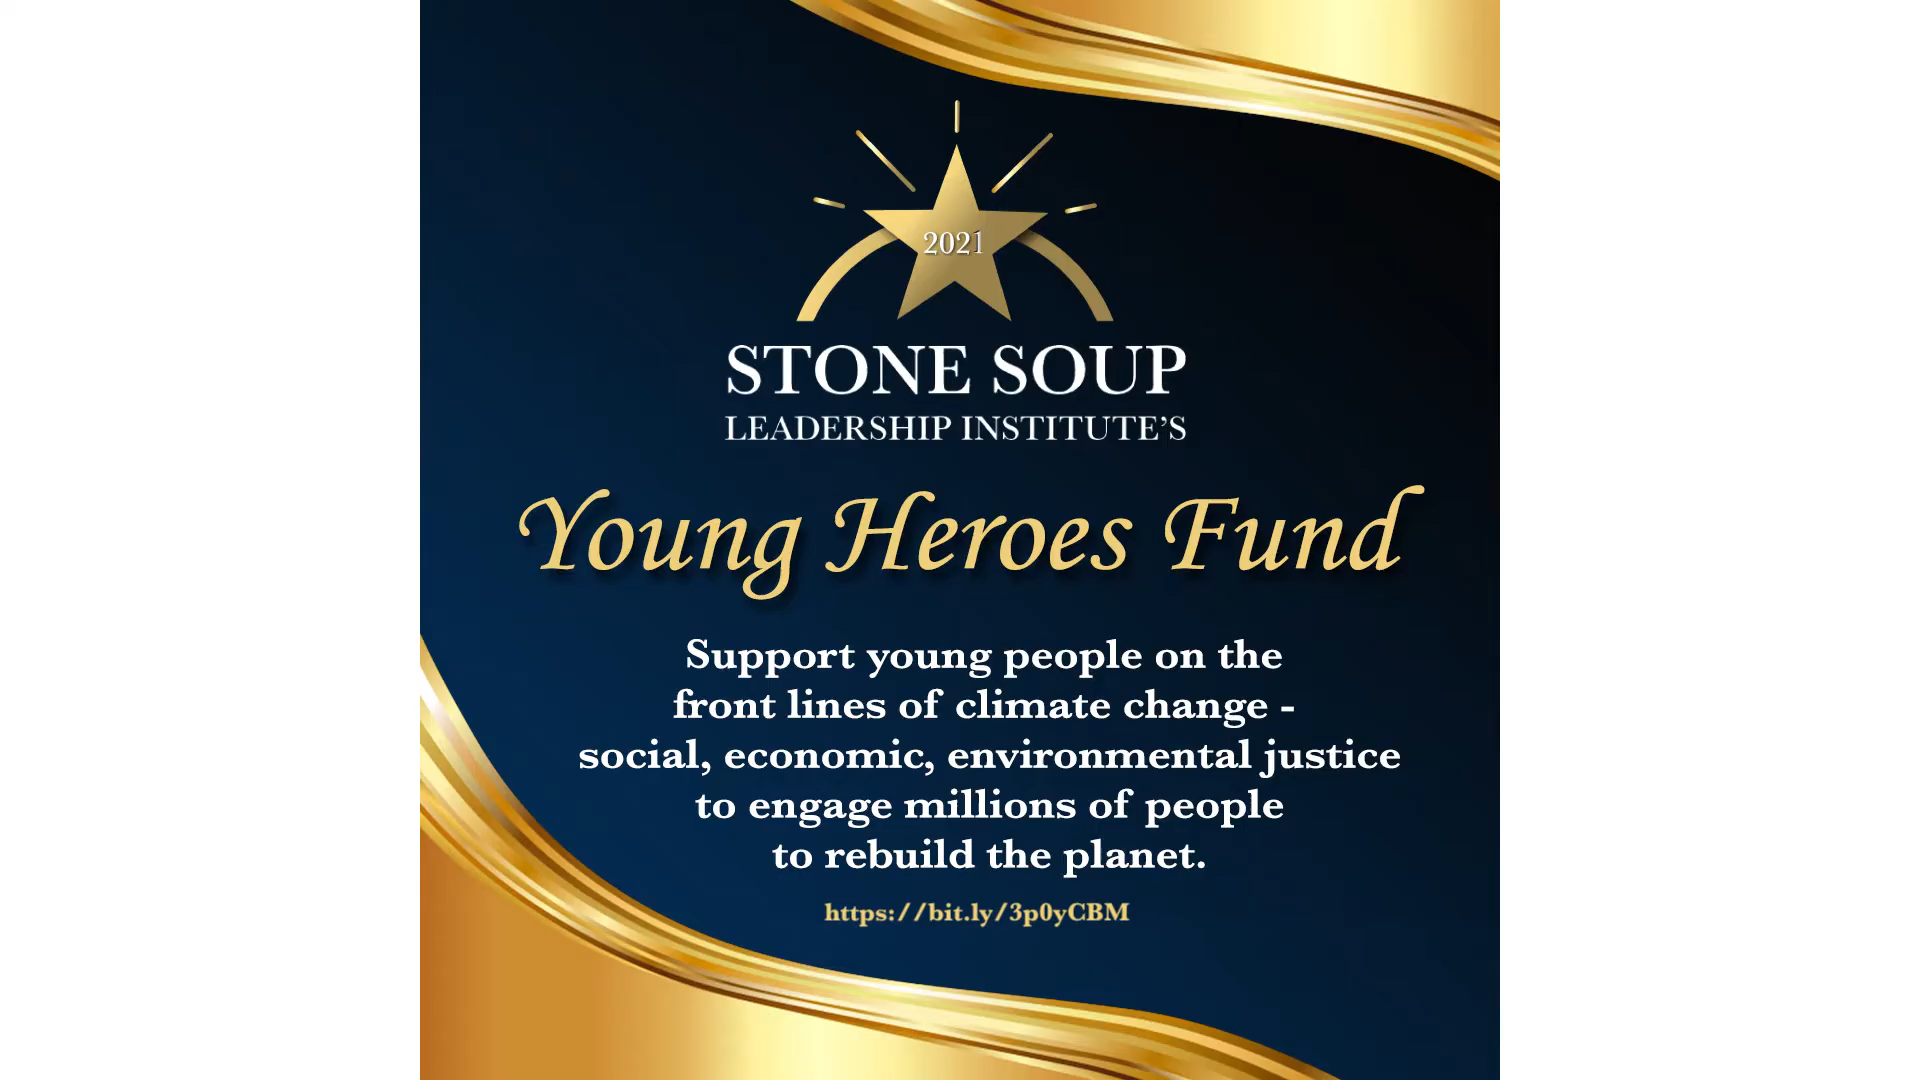 2021
STONE SOUP
LEADERSHIP INSTITUTE’S
Young Heroes Fund
Support young people on the
front lines of climate change -
social, economic, environmental justice
to engage millions of people
to rebuild the planet.
https://bit.ly/3p0yCBM